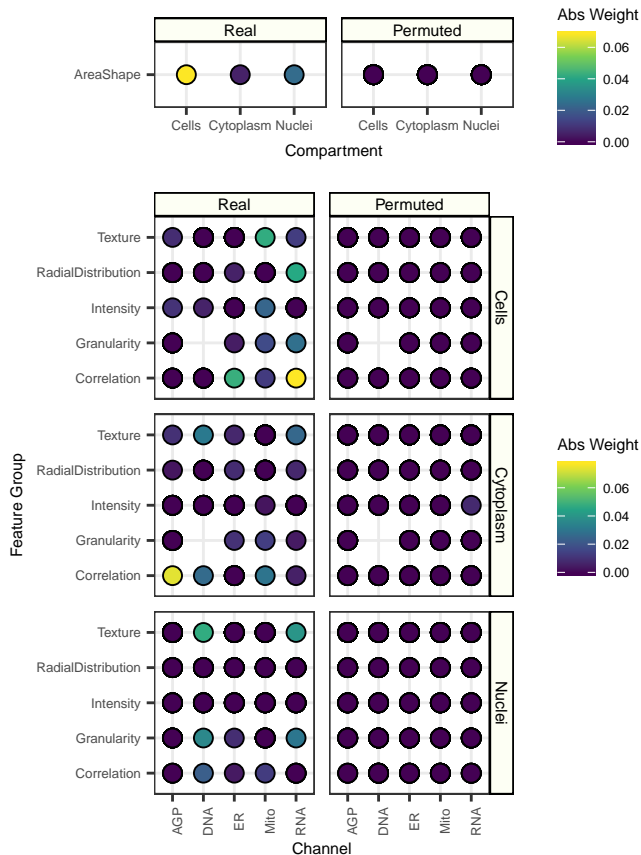 Abs Weight
Real Permuted
0.06
0.04
0.02
0.00
AreaShape
Cells Cytoplasm Nuclei Cells Cytoplasm Nuclei
Compartment
Real Permuted
Feature Group
Texture
RadialDistribution
Intensity
Granularity
Correlation
Cells
Texture
RadialDistribution
Intensity
Granularity
Correlation
Cytoplasm
Abs Weight
0.06
0.04
0.02
0.00
Texture
RadialDistribution
Intensity
Granularity
Correlation
Nuclei
AGP DNA ER Mito RNA AGP DNA ER Mito RNA
Channel